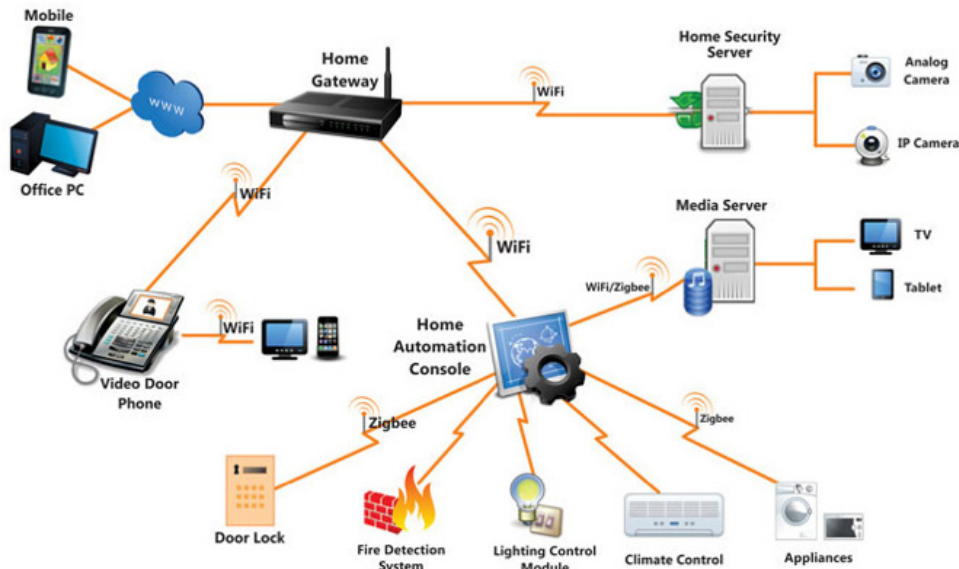 Mobile
WWW
Office PC
Home
Gateway
WiFi
Home Security
Server
Analog
Camera
IP Camera
WiFi
WiFi
Media Server
TV
Tablet
WiFi/Zigbee
WiFi
Video Door
Phone
Home
Automation
Console
Zigbee
Zigbee
Door Lock
Fire Detection
System
Lighting Control
Module
Climate Control
Appliances